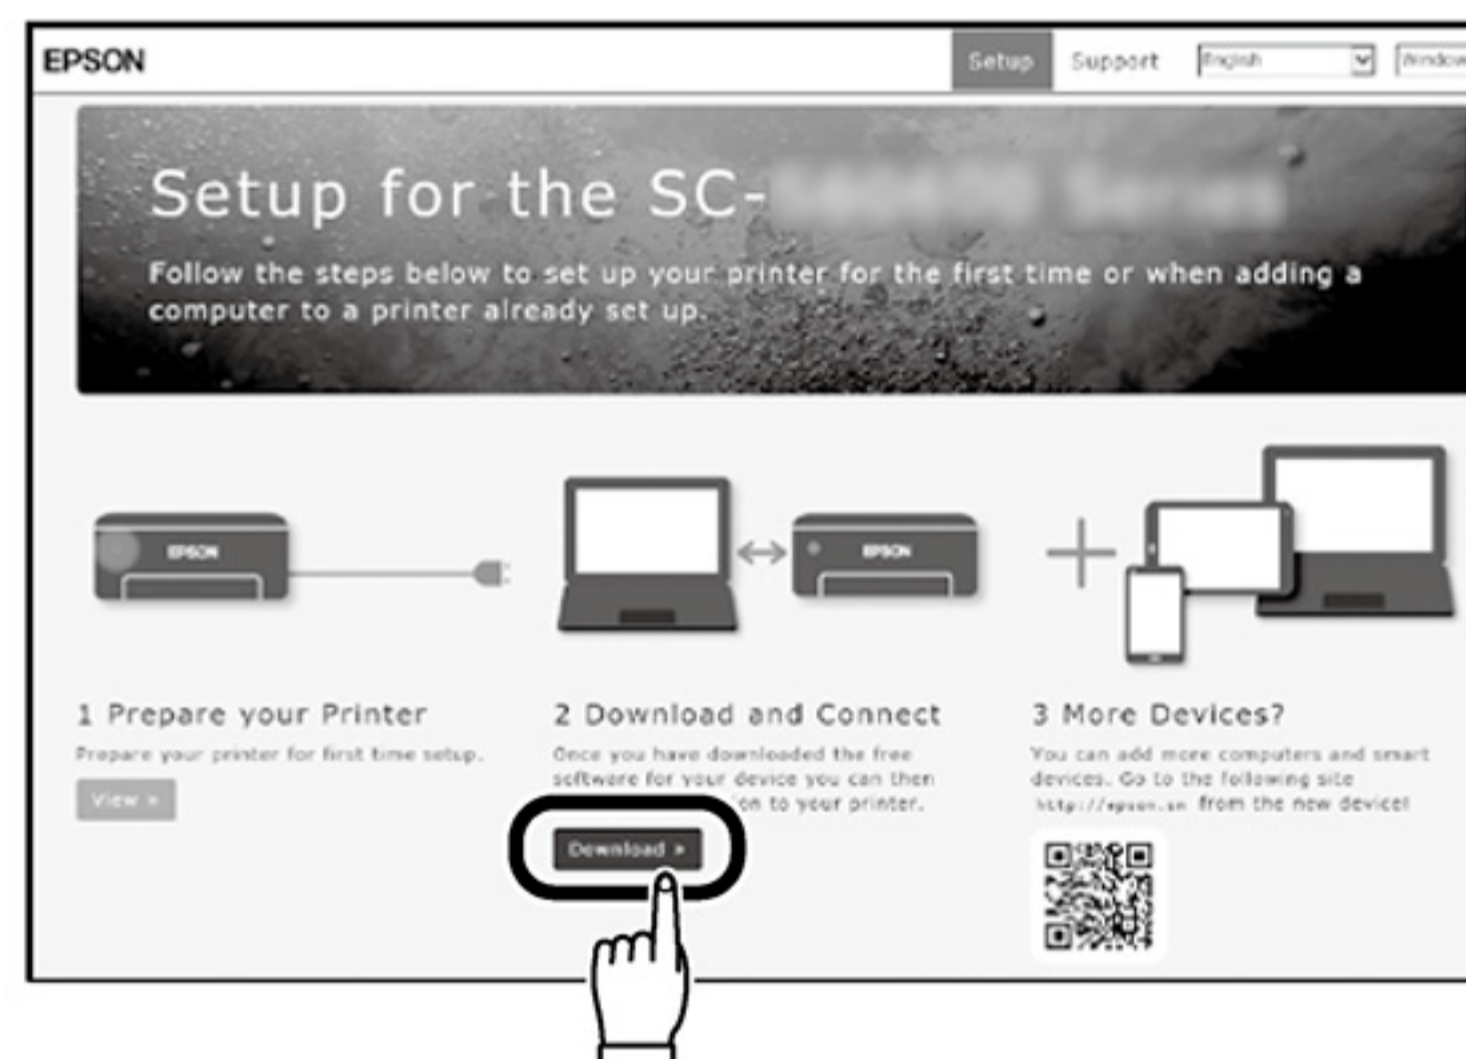 EPSON
Setup Support English Window
Setup for the SC-
Follow the steps below to set up your printer for the first time or when adding a
computer to a printer already set up.
EPSON
EPSON
1 Prepare your Printer
Prepare your printer for first time setup.
View »
2 Download and Connect
Once you have downloaded the free
software for your device you can then
on to your printer.
Download »
3 More Devices?
You can add more computers and smart
devices. Go to the following site
http://epson.sn from the new device!